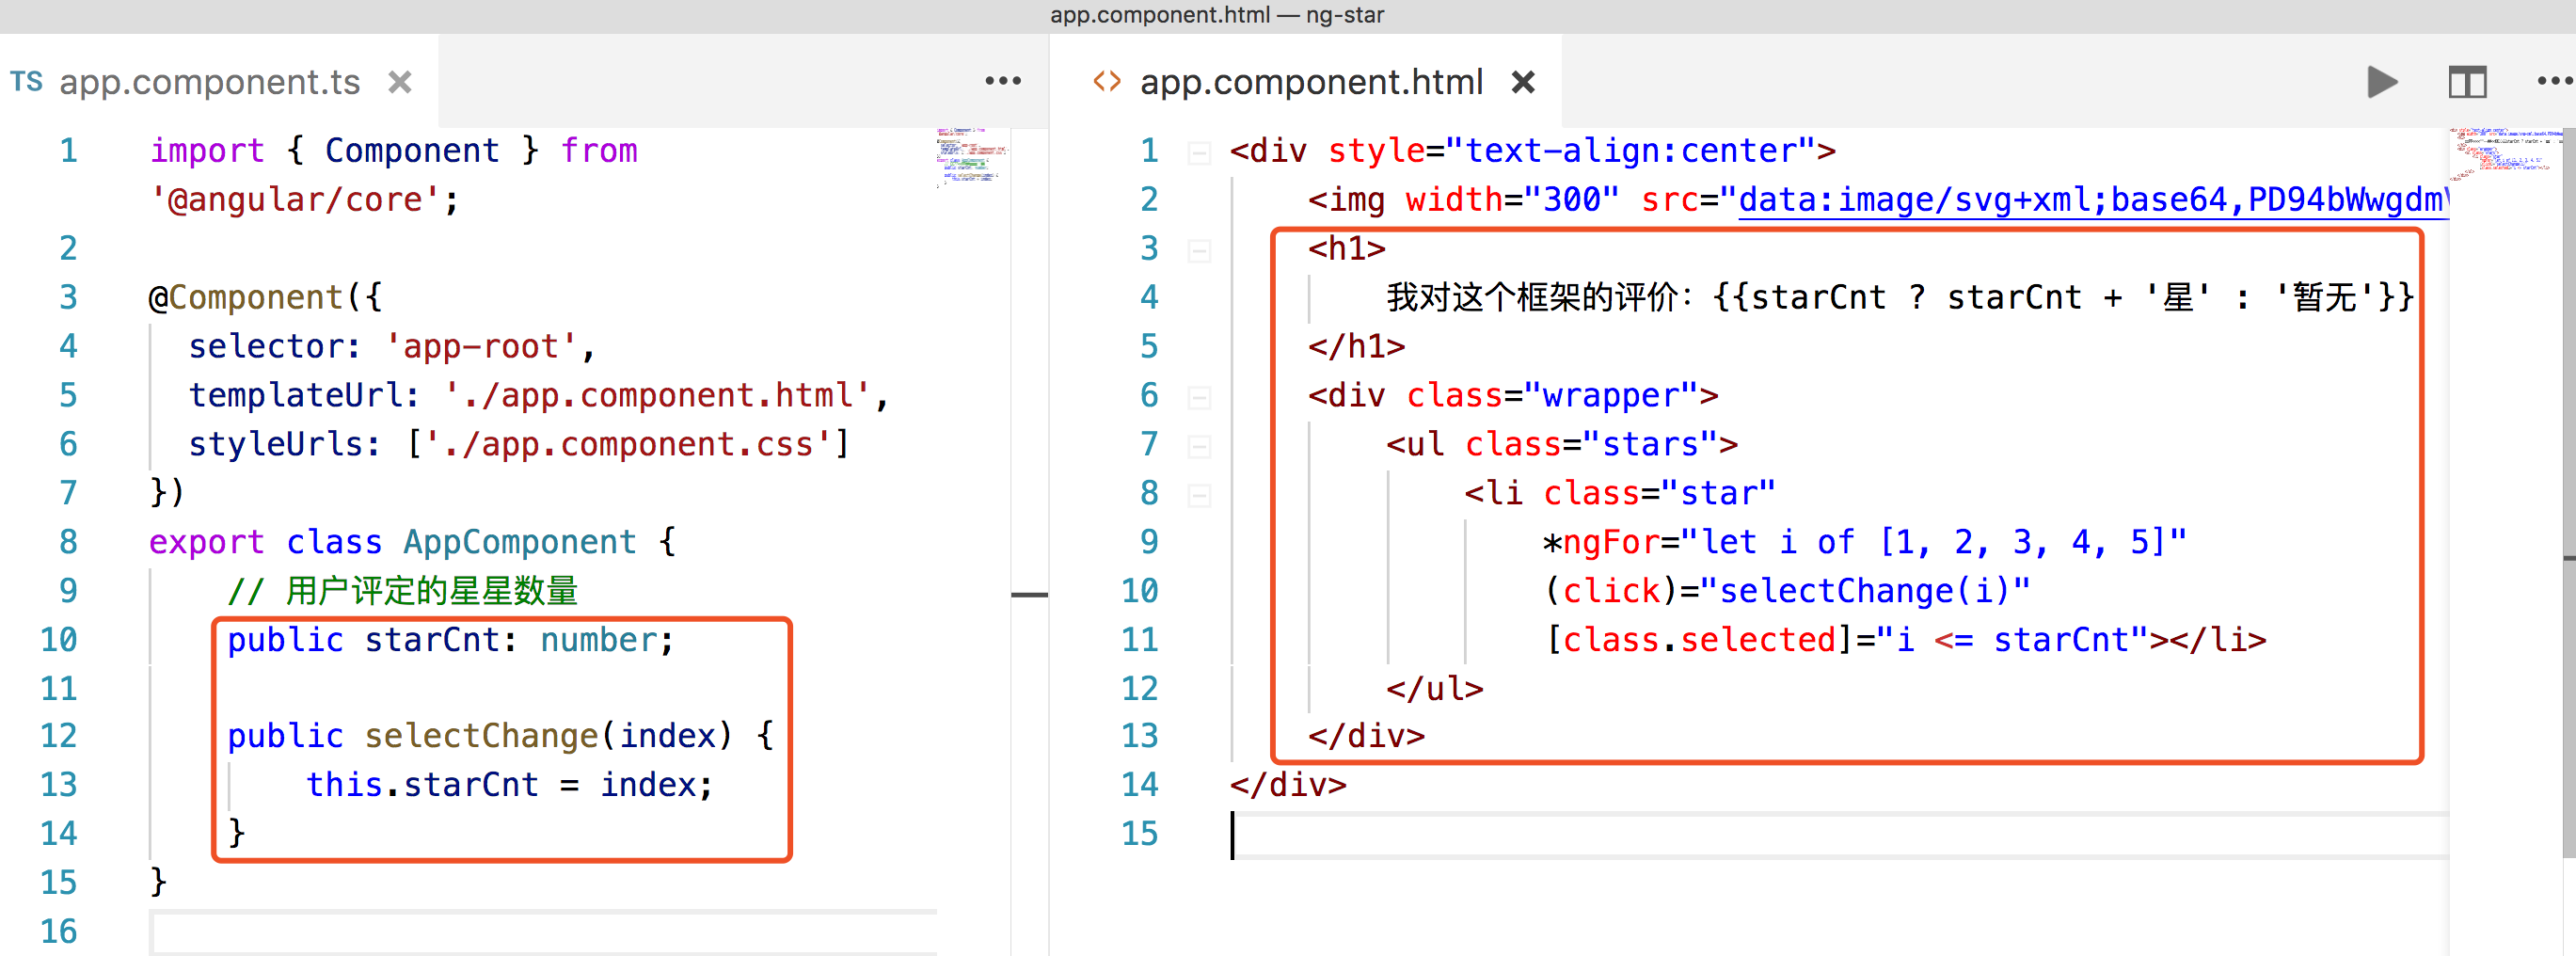 app.component.html — ng-star
TS app.component.ts
1 import { Component } from
'@angular/core';
2
3 @Component({
4 selector: 'app-root',
5 templateUrl: './app.component.html',
6 styleUrls: ['./app.component.css']
7 })
8 export class AppComponent {
9 // 用户评定的星星数量
10 public starCnt: number;
11
12 public selectChange(index) {
13 this.starCnt = index;
14 }
15 }
16
<> app.component.html
1 <div style="text-align:center">
2 <img width="300" src="data:image/svg+xml;base64,PD94bWwgdmV
3 <h1>
4 我对这个框架的评价：{{starCnt ? starCnt + '星' : '暂无'}}
5 </h1>
6 <div class="wrapper">
7 <ul class="stars">
8 <li class="star"
9 *ngFor="let i of [1, 2, 3, 4, 5]"
10 (click)="selectChange(i)"
11 [class.selected]="i <= starCnt"></li>
12 </ul>
13 </div>
14 </div>
15